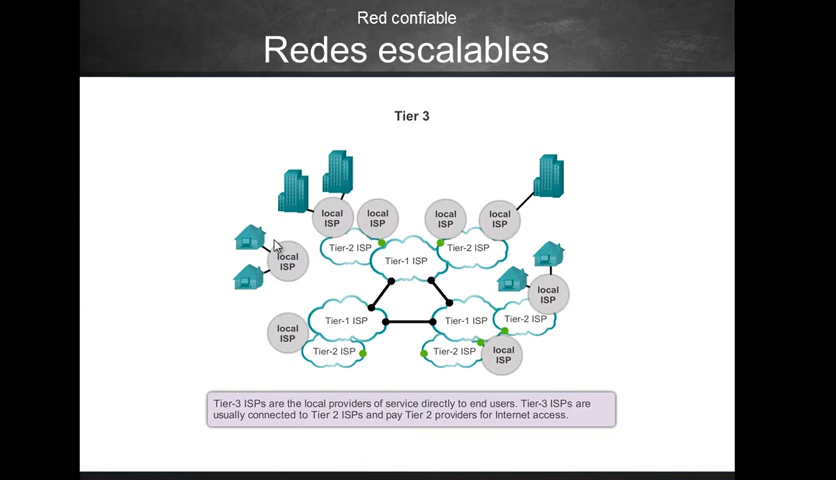 Red confiable
Redes escalables
Tier 3
local
ISP
local
ISP
local
ISP
local
ISP
Tier-2 ISP
Tier-1 ISP
Tier-2 ISP
local
ISP
local
ISP
Tier-1 ISP
Tier-1 ISP
Tier-2 ISP
local
ISP
Tier-2 ISP
Tier-2 ISP
local
ISP
Tier-3 ISPs are the local providers of service directly to end users. Tier-3 ISPs are
usually connected to Tier 2 ISPs and pay Tier 2 providers for Internet access.